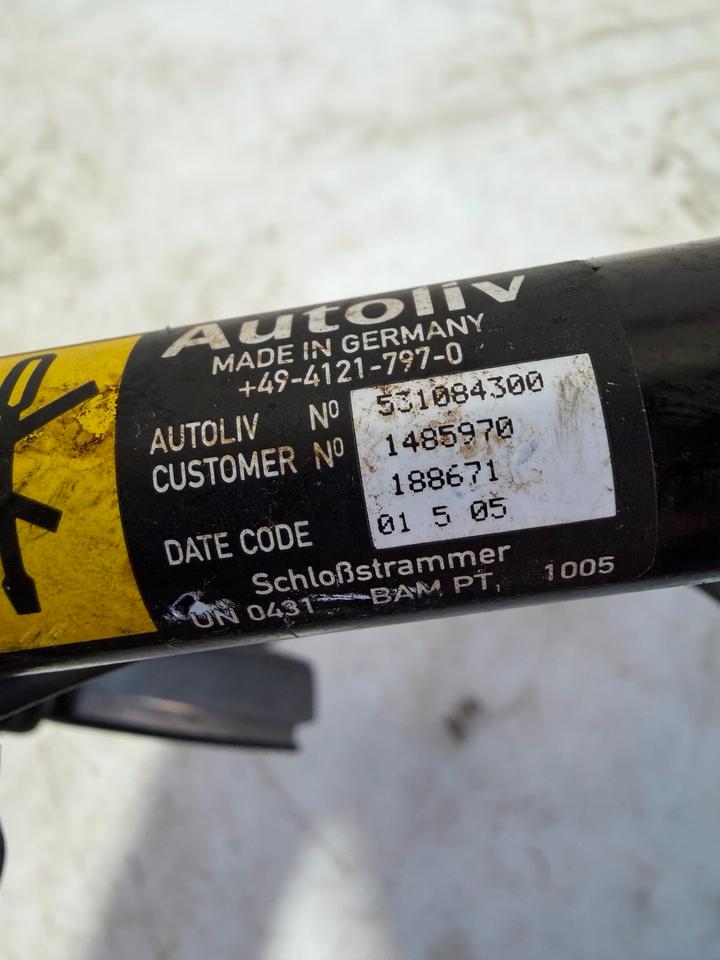 Autoliv
MADE IN GERMANY
+49-4121-797-0
AUTOLIV Nº 531084300
CUSTOMER Nº 1485970
188671
DATE CODE 01 5 05
Schloßstrammer
UN 0431 BAM PT, 1005